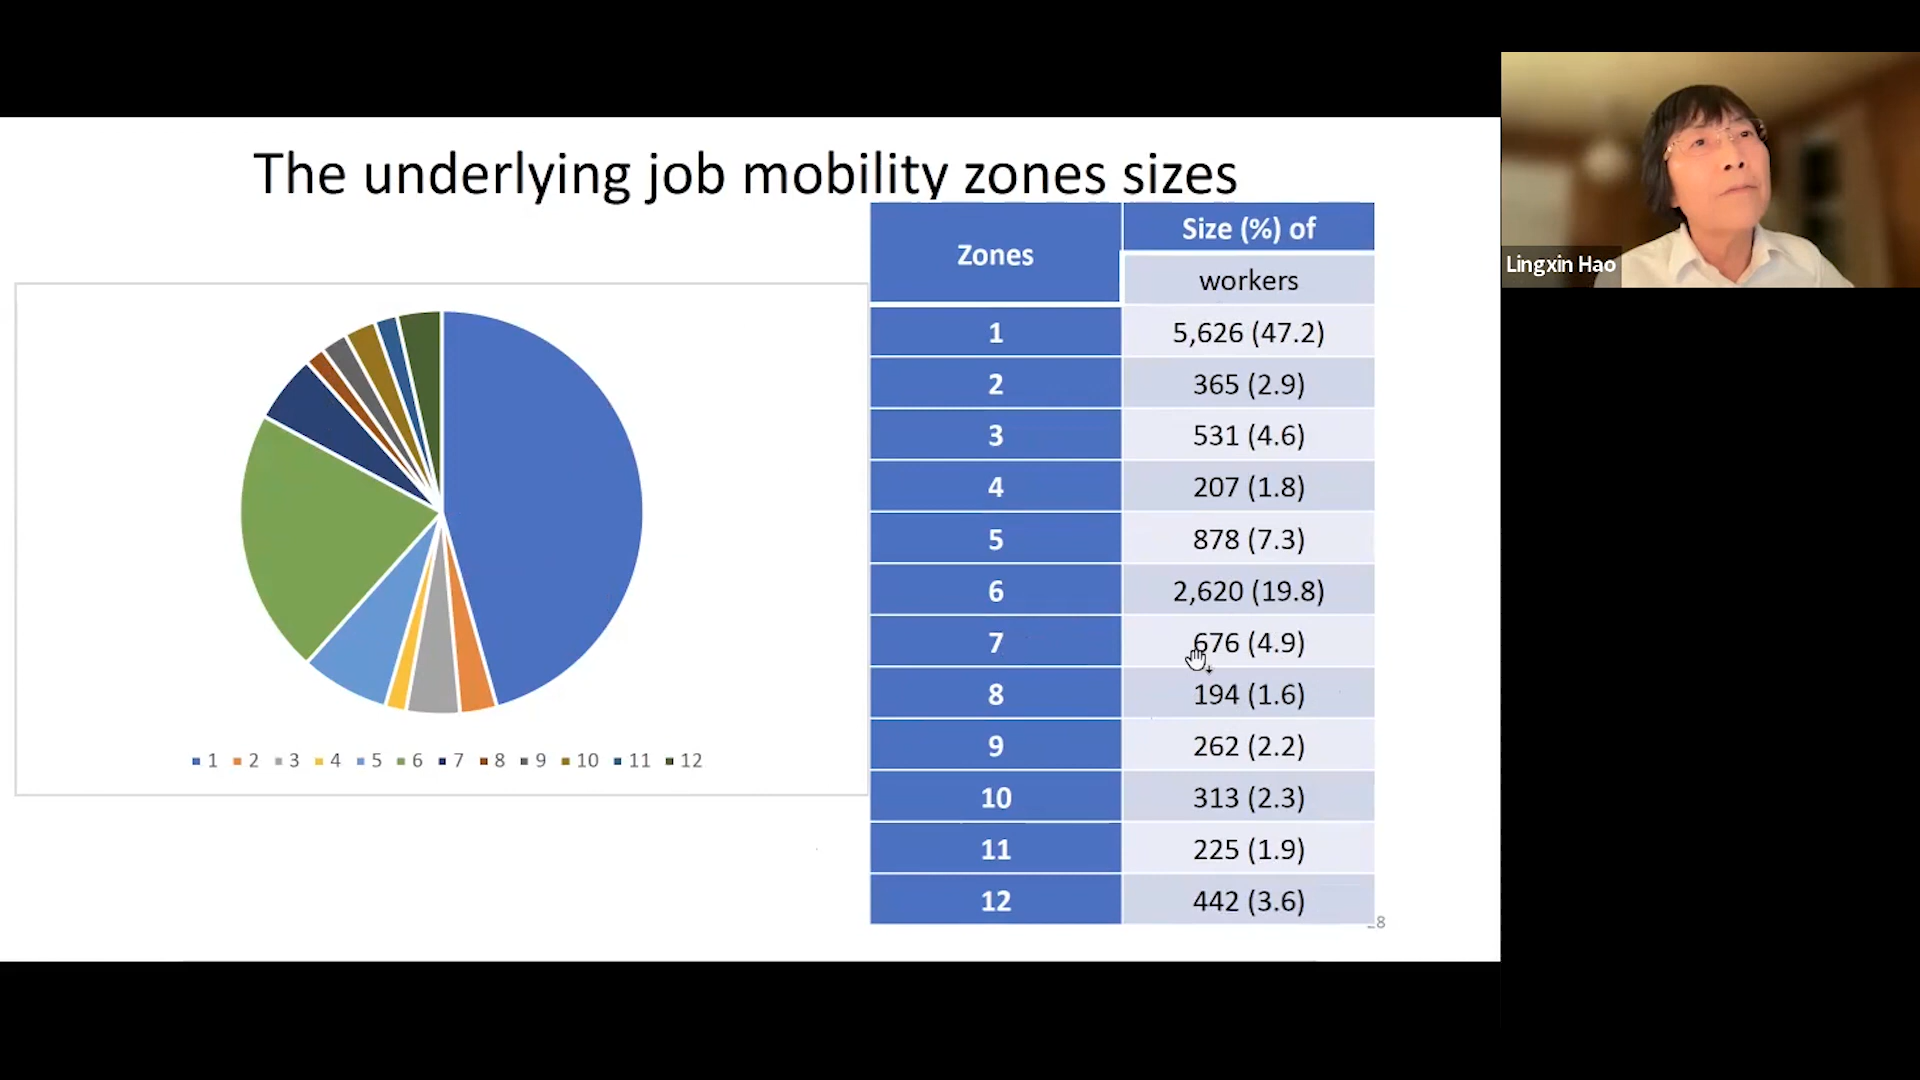 The underlying job mobility zones sizes
Zones
Size (%) of
workers
1 5,626 (47.2)
2 365 (2.9)
3 531 (4.6)
4 207 (1.8)
5 878 (7.3)
6 2,620 (19.8)
7 676 (4.9)
8 194 (1.6)
9 262 (2.2)
10 313 (2.3)
11 225 (1.9)
12 442 (3.6)
1 2 3 4 5 6 7 8 9 10 11 12
Lingxin Hao